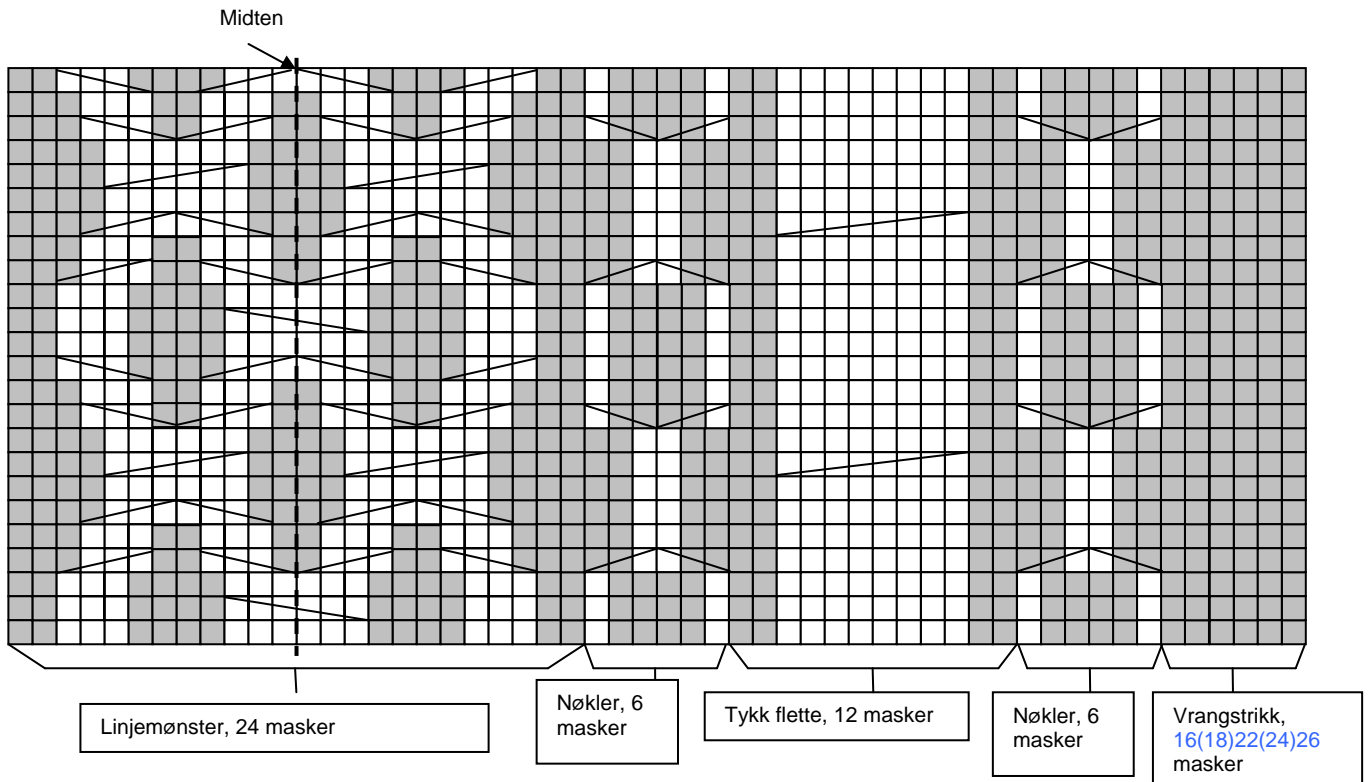 Midten
Linjemønster, 24 masker
Nøkler, 6
masker
Tykk flette, 12 masker
Nøkler, 6
masker
Vrangstrikk,
16(18)22(24)26
masker